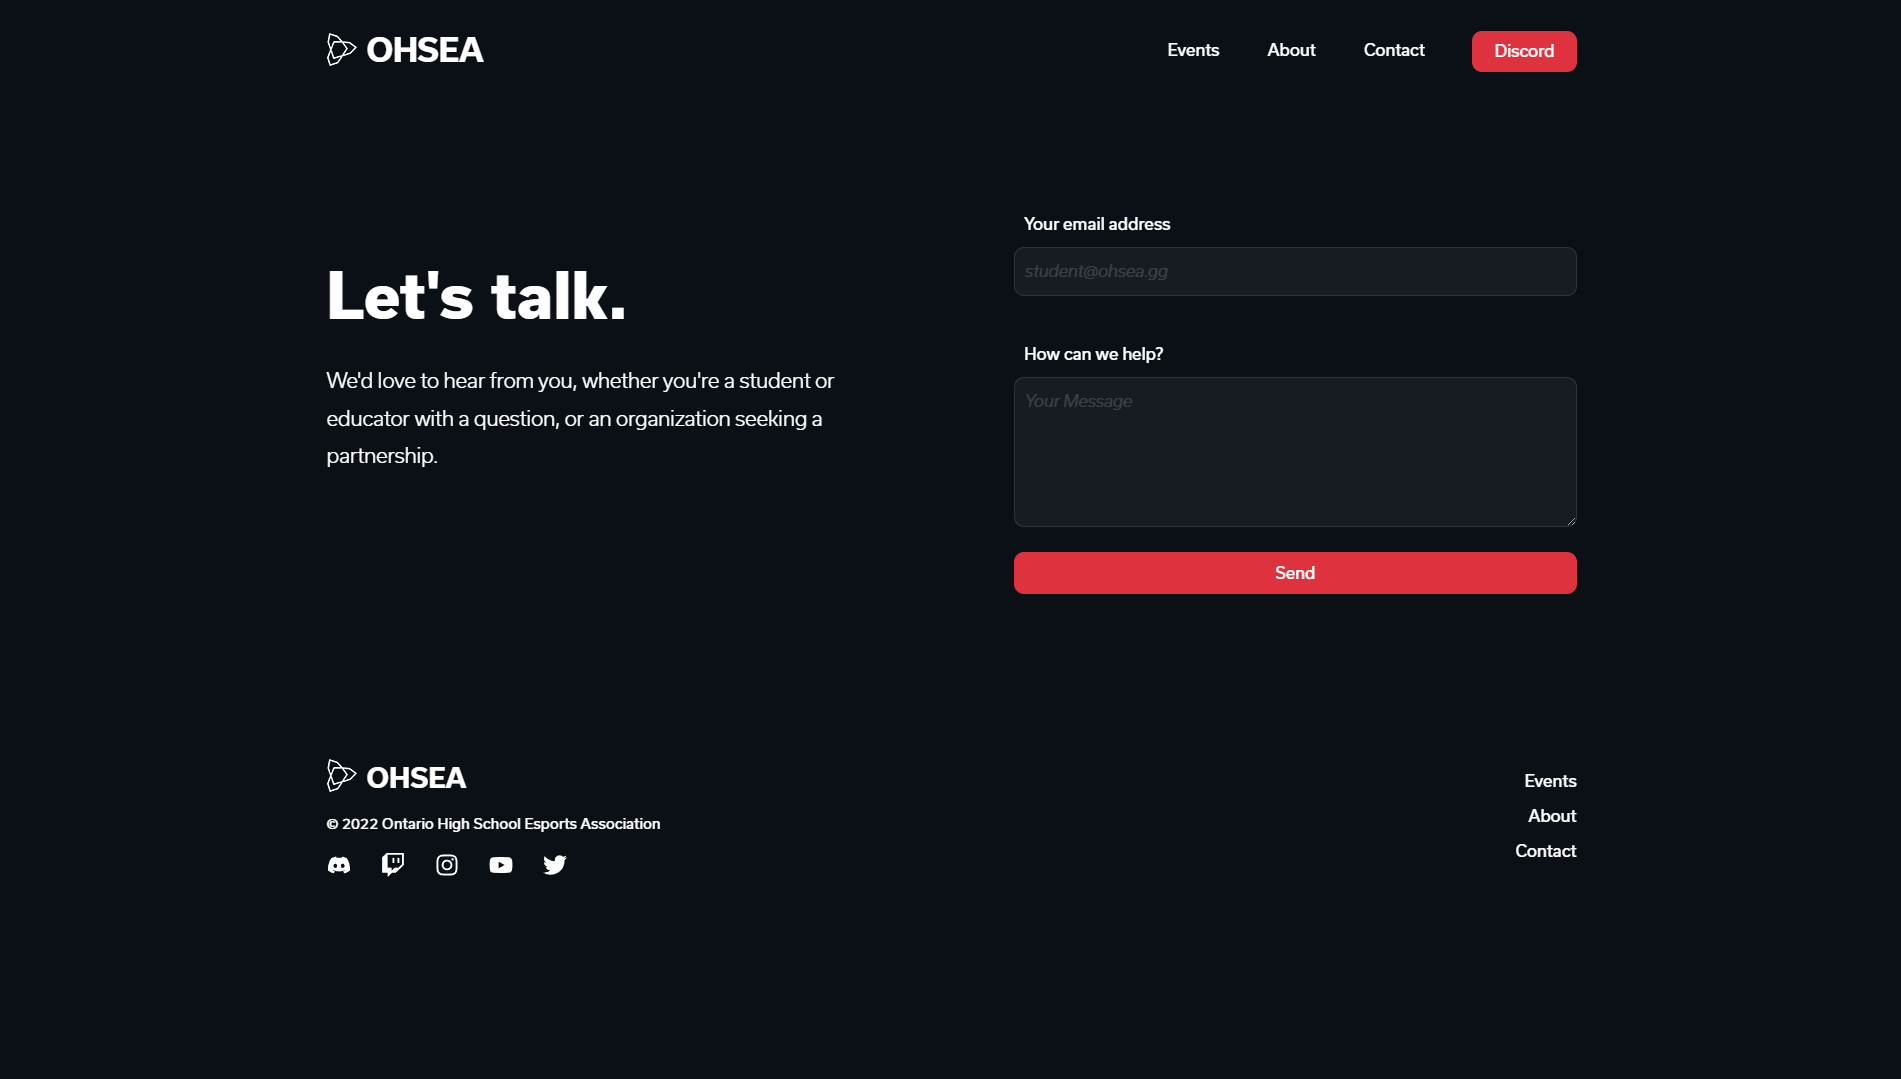 OHSEA
Events
About
Contact
Discord
Let's talk.
We'd love to hear from you, whether you're a student or
educator with a question, or an organization seeking a
partnership.
Your email address
student@ohsea.gg
How can we help?
Your Message
Send
OHSEA
© 2022 Ontario High School Esports Association
Events
About
Contact